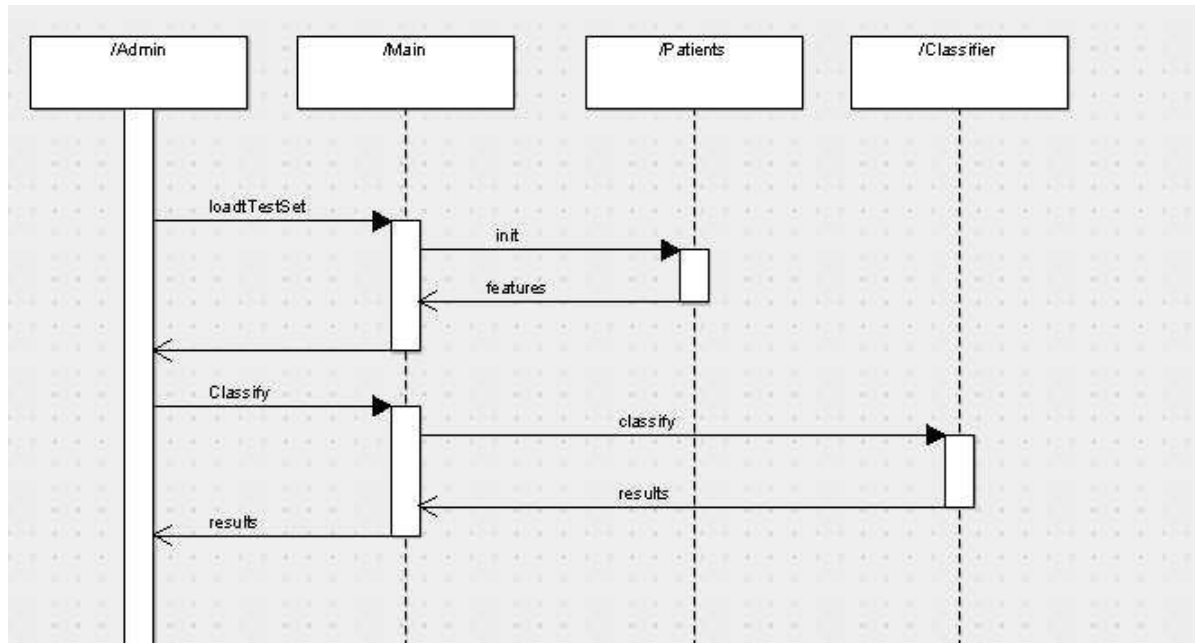 /Admin
/Main
/Patients
/Classifier
loadtTestSet
init
features
Classify
classify
results
results